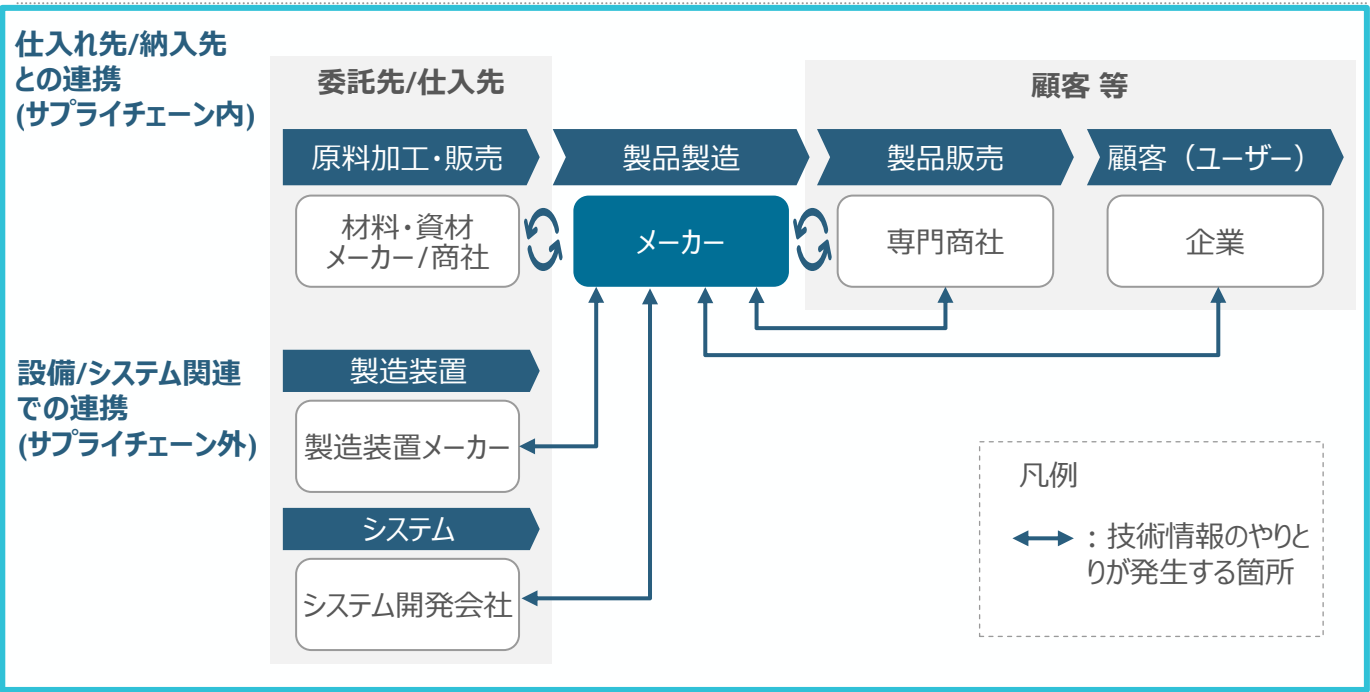 仕入れ先/納入先
との連携
(サプライチェーン内)
委託先/仕入先
顧客 等
原料加工・販売
製品製造
製品販売
顧客（ユーザー）
材料・資材
メーカー/商社
メーカー
専門商社
企業
設備/システム関連
での連携
(サプライチェーン外)
製造装置
製造装置メーカー
システム
システム開発会社
凡例
：技術情報のやりと
りが発生する箇所